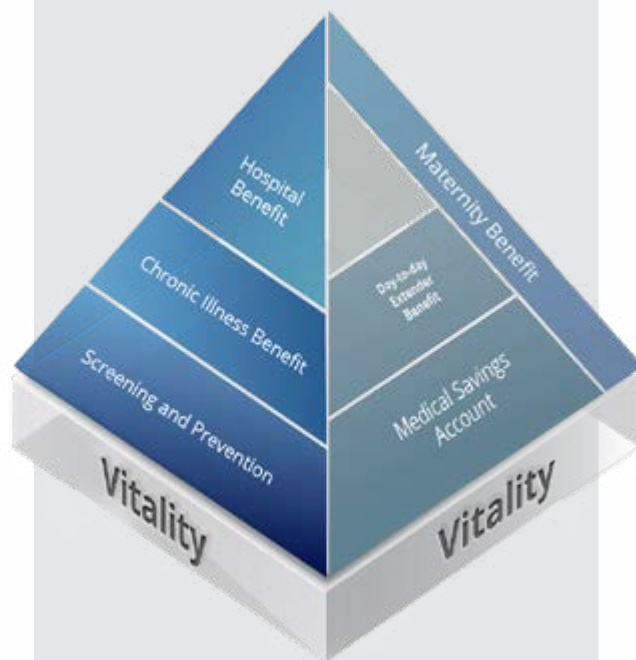 Hospital
Benefit
Chronic Illness Benefit
Screening and Prevention
Vitality
Maternity Benefit
Day-to-day
Extender
Benefit
Medical Savings
Account
Vitality